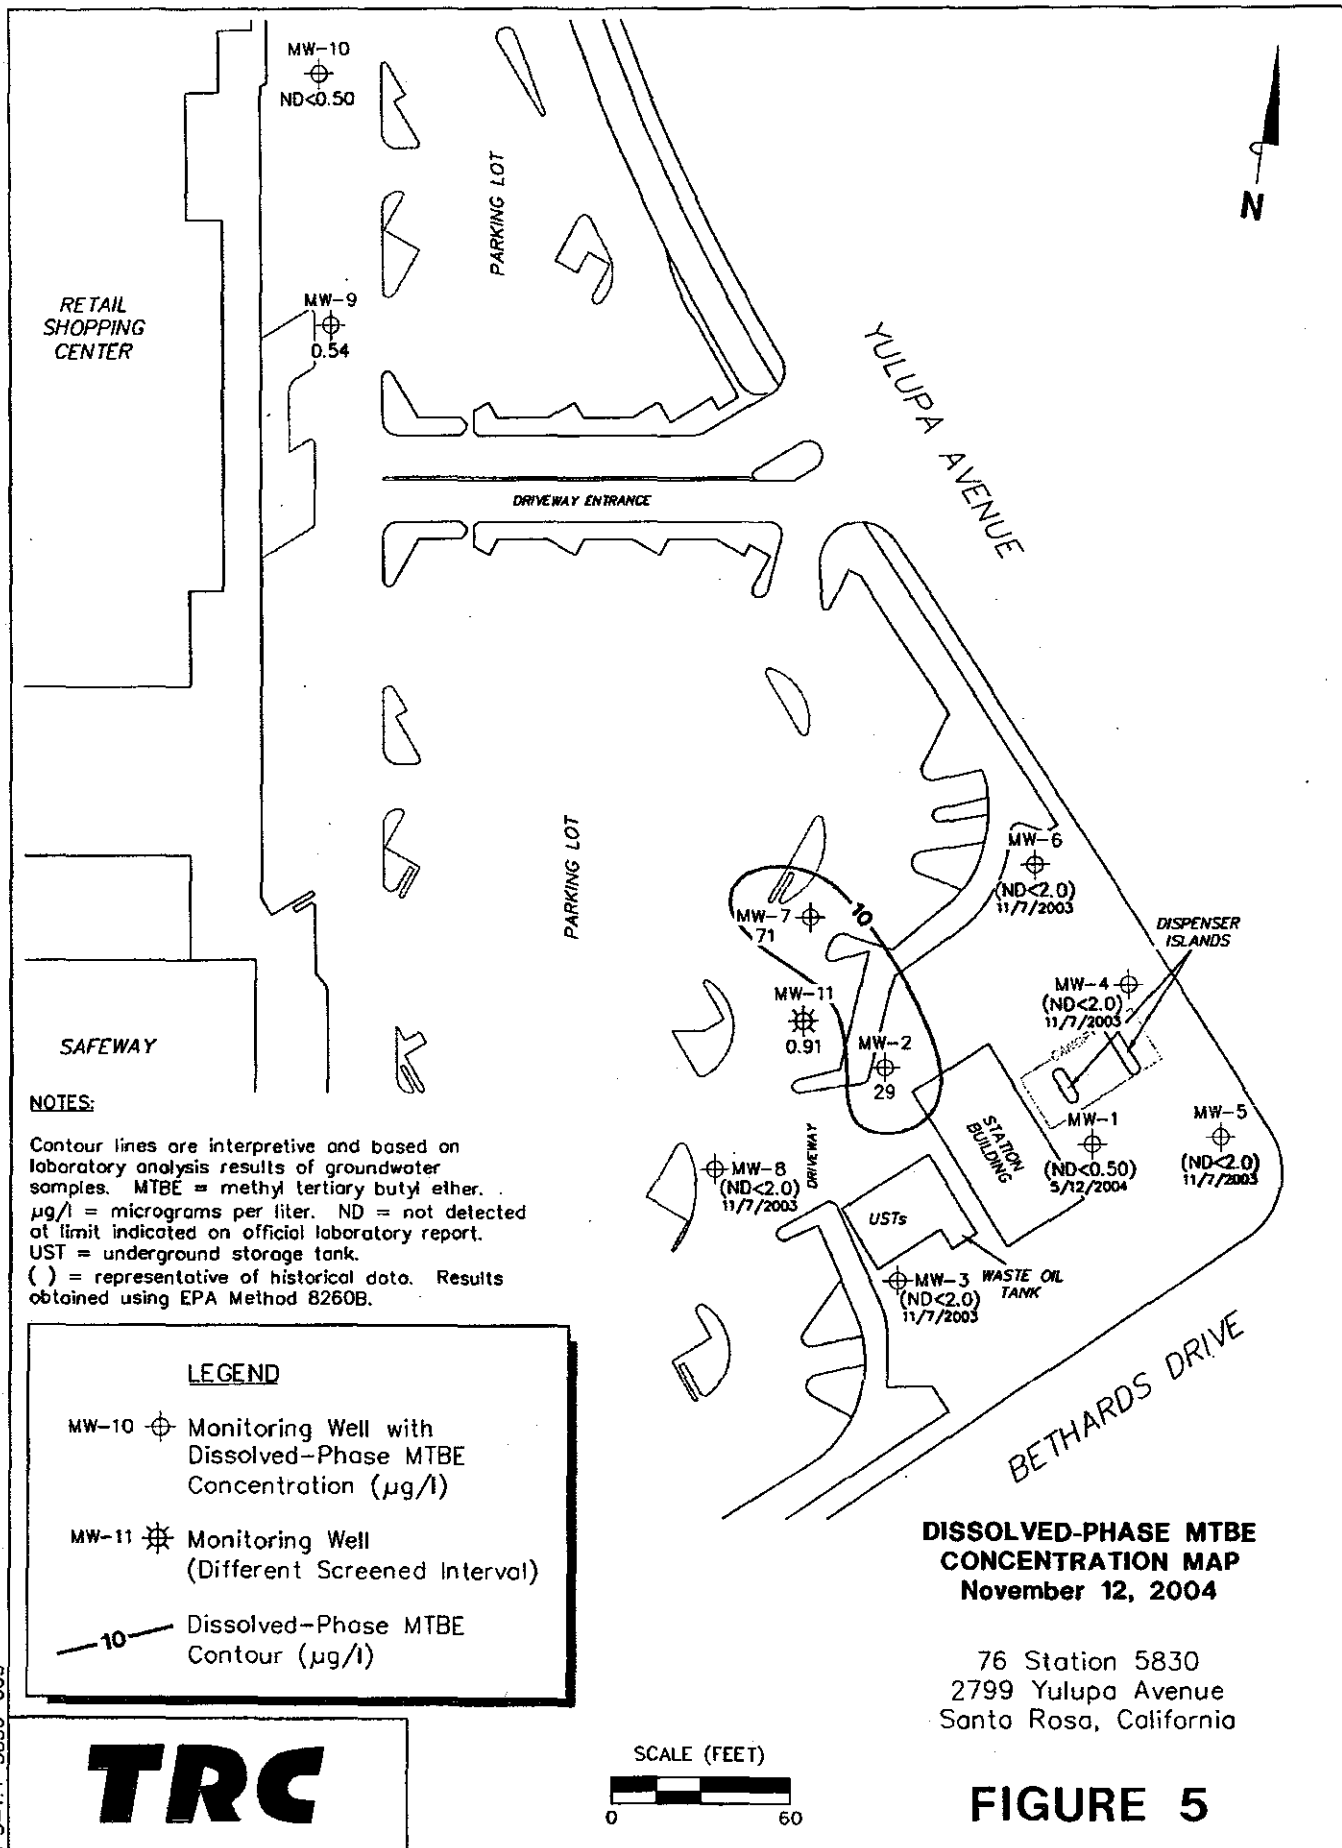 MW-10
ND<0.50
PARKING LOT
N
RETAIL
SHOPPING
CENTER
MW-9
0.54
YULUPA AVENUE
DRIVEWAY ENTRANCE
PARKING LOT
MW-6
(ND<2.0)
11/7/2003
MW-7
71
10
DISPENSER
ISLANDS
MW-4
(ND<2.0)
11/7/2003
CANOPY
MW-11
0.91
MW-2
29
SAFEWAY
STATION
BUILDING
MW-1
(ND<0.50)
5/12/2004
MW-5
(ND<2.0)
11/7/2003
DRIVEWAY
MW-8
(ND<2.0)
11/7/2003
USTs
WASTE OIL
TANK
MW-3
(ND<2.0)
11/7/2003
BETHARDS DRIVE
NOTES:
Contour lines are interpretive and based on
laboratory analysis results of groundwater
samples. MTBE = methyl tertiary butyl ether.
µg/l = micrograms per liter. ND = not detected
at limit indicated on official laboratory report.
UST = underground storage tank.
( ) = representative of historical data. Results
obtained using EPA Method 8260B.
LEGEND
MW-10 Monitoring Well with
Dissolved-Phase MTBE
Concentration (µg/l)
MW-11 Monitoring Well
(Different Screened Interval)
10 Dissolved-Phase MTBE
Contour (µg/l)
DISSOLVED-PHASE MTBE
CONCENTRATION MAP
November 12, 2004
76 Station 5830
2799 Yulupa Avenue
Santa Rosa, California
TRC
SCALE (FEET)
0 60
FIGURE 5